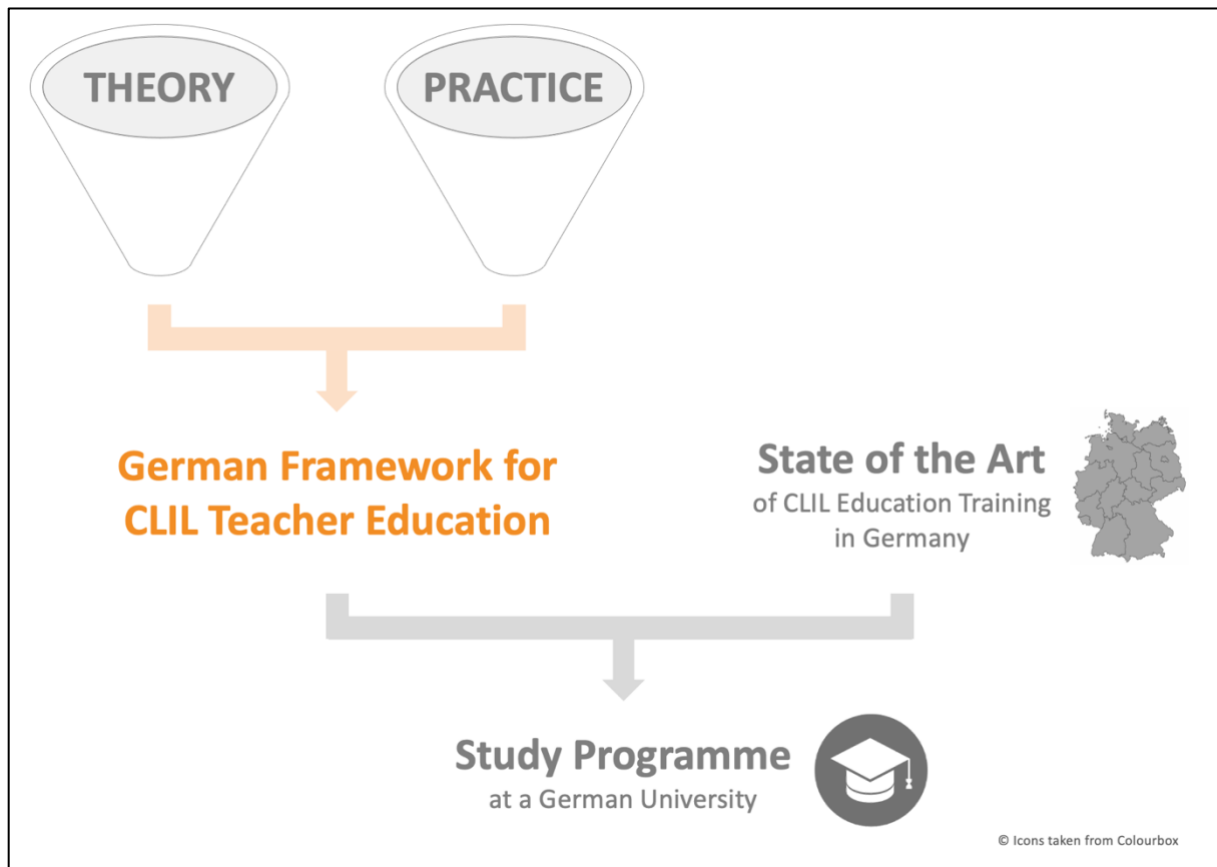 THEORY
PRACTICE
German Framework for
CLIL Teacher Education
State of the Art
of CLIL Education Training
in Germany
Study Programme
at a German University
© Icons taken from Colourbox